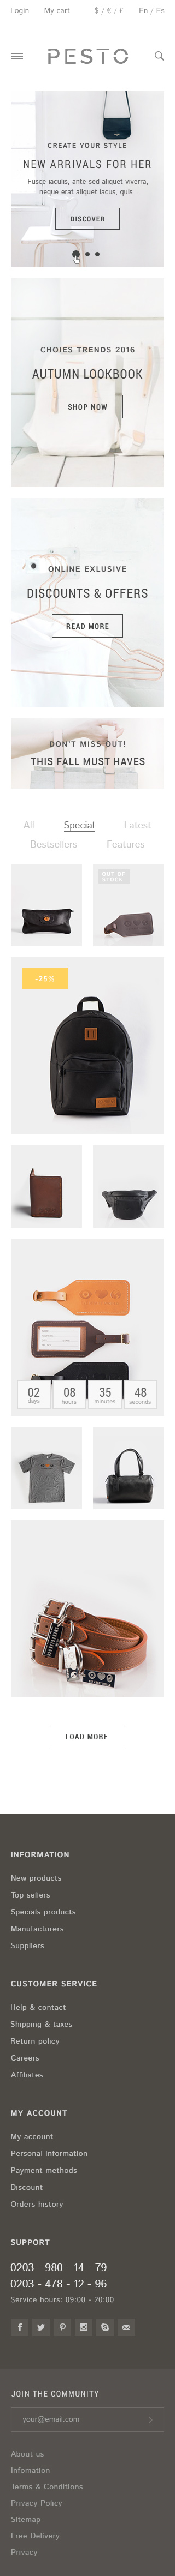 Login My cart $ / € / £ En / Es
PESTO
CREATE YOUR STYLE
NEW ARRIVALS FOR HER
Fusce iaculis, ante sed aliquet viverra,
neque erat aliquet lacus, quis...
DISCOVER
CHOIES TRENDS 2016
AUTUMN LOOKBOOK
SHOP NOW
ONLINE EXLUSIVE
DISCOUNTS & OFFERS
READ MORE
DON'T MISS OUT!
THIS FALL MUST HAVES
All Special Latest
Bestsellers Features
OUT OF
STOCK
-25%
02 08 35 48
days hours minutes seconds
LOAD MORE
INFORMATION
New products
Top sellers
Specials products
Manufacturers
Suppliers
CUSTOMER SERVICE
Help & contact
Shipping & taxes
Return policy
Careers
Affiliates
MY ACCOUNT
My account
Personal information
Payment methods
Discount
Orders history
SUPPORT
0203 - 980 - 14 - 79
0203 - 478 - 12 - 96
Service hours: 09:00 - 20:00
JOIN THE COMMUNITY
your@email.com
About us
Infomation
Terms & Conditions
Privacy Policy
Sitemap
Free Delivery
Privacy